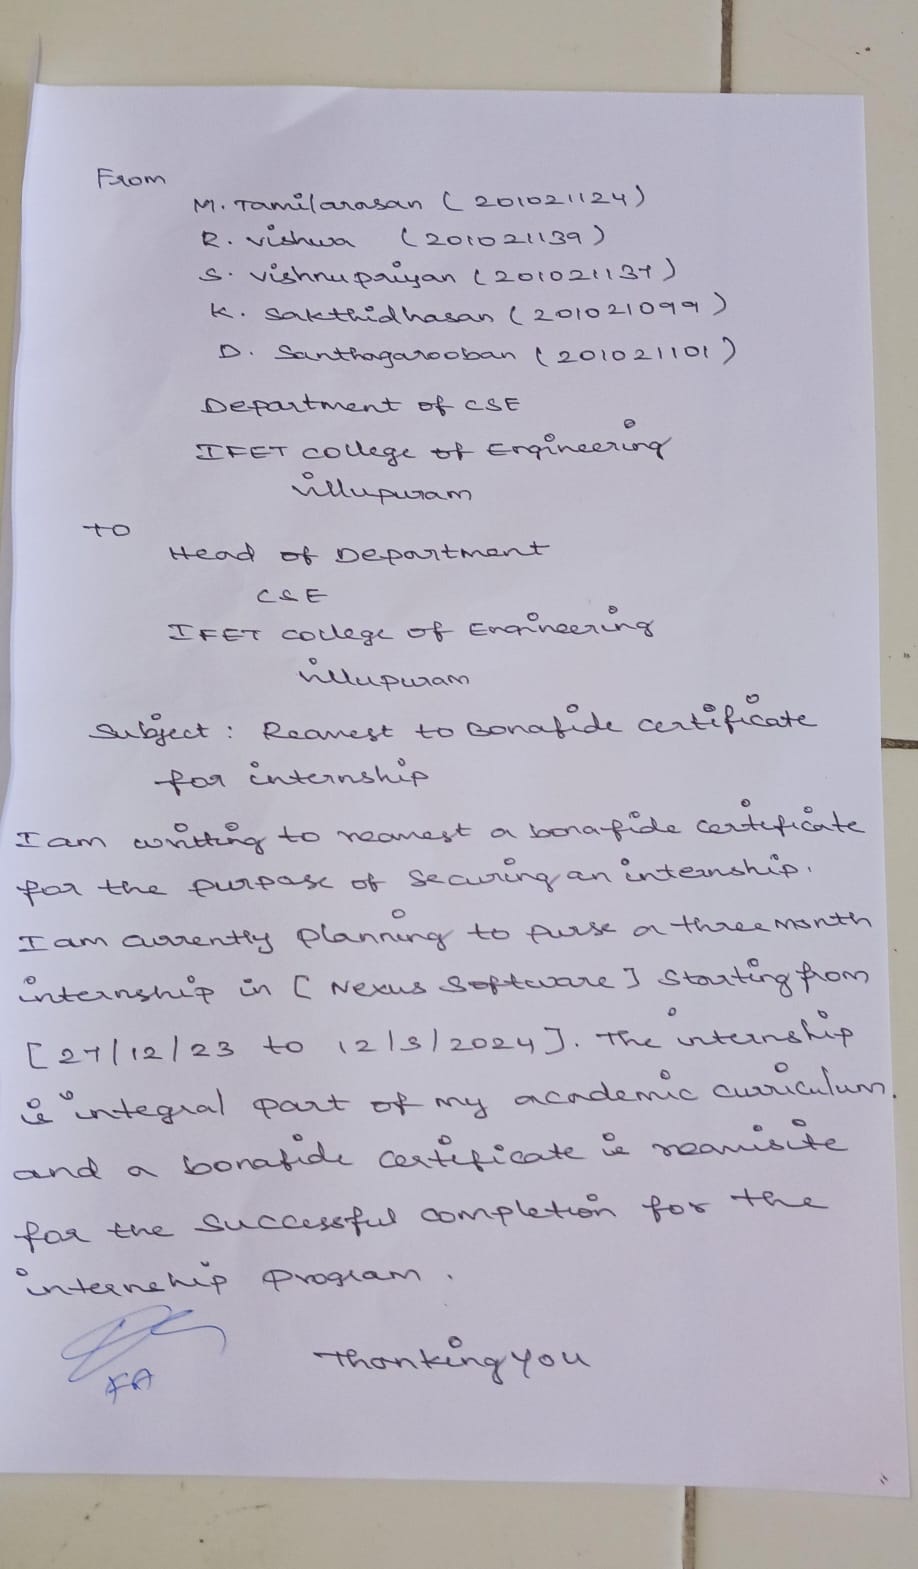 From
M. Tamilarasan (201021124)
R. vishwa (201021139)
S. vishnupriyan (201021137)
K. Sakthidhasan (201021099)
D. Santhagarooban (201021101)
Department of CSE
IFET college of Engineering
villupuram
To
Head of Department
CSE
IFET college of Engineering
villupuram
Subject : Request to Bonafide certificate
for internship
I am writting to request a bonafide certificate
for the purpose of Securing an internship.
I am currently planning to purse a three month
internship in [ Nexus Software ] Starting from
[27/12/23 to 12/3/2024]. The internship
is integral part of my academic curriculum.
and a bonafide certificate is requisite
for the Successful completion for the
internship program.
Thanking you
FA